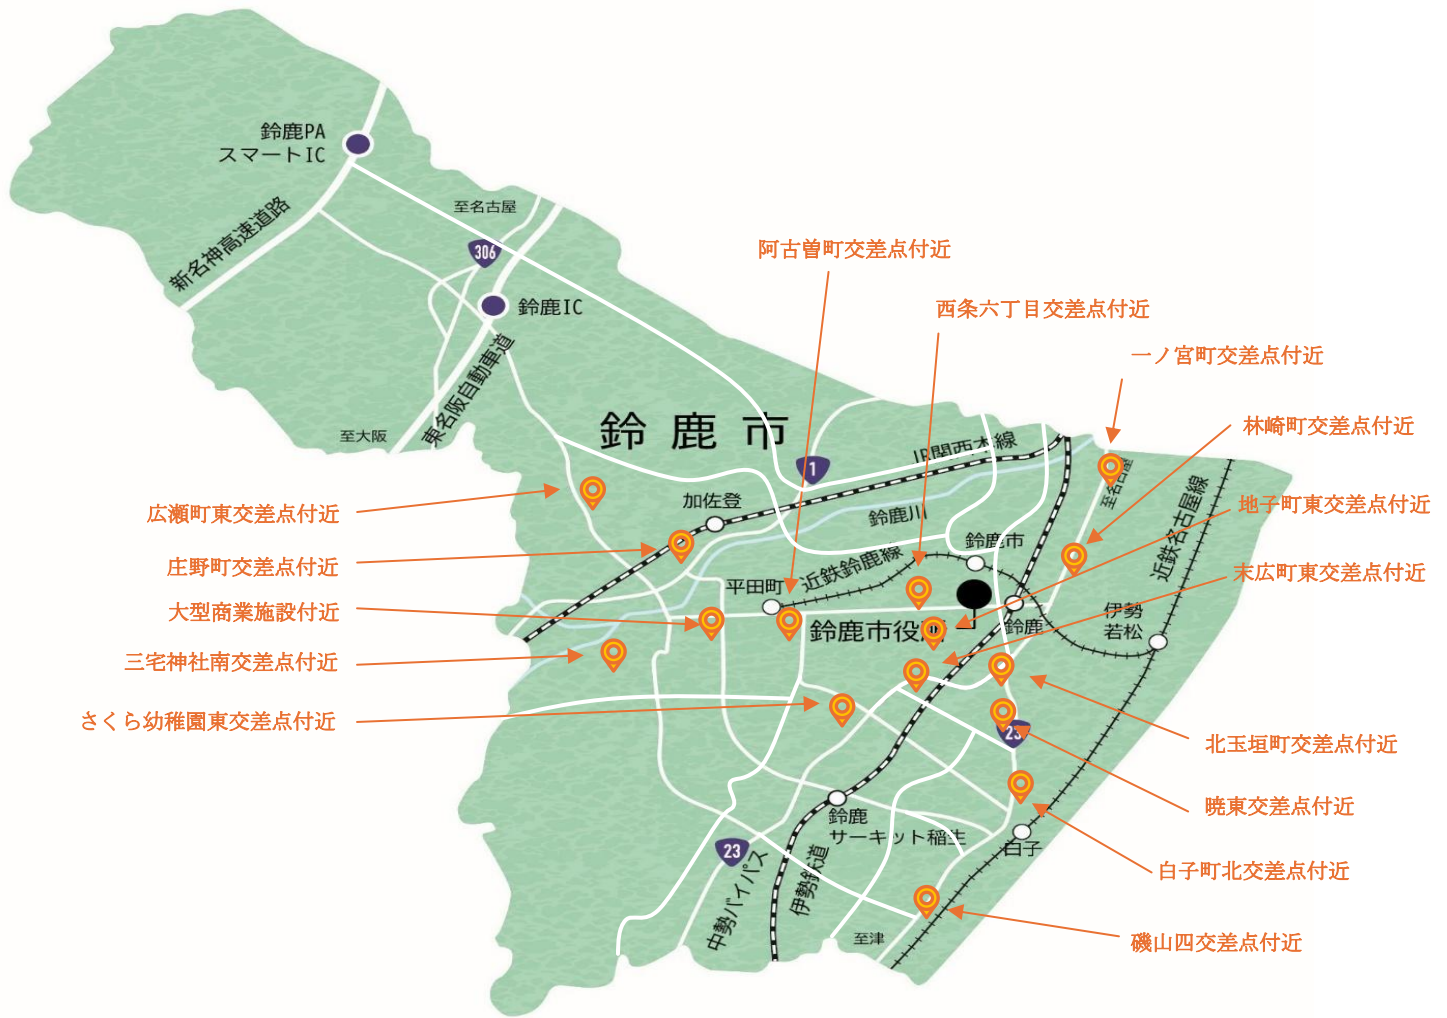 鈴鹿PA
スマートIC
新名神高速道路
至名古屋
306
鈴鹿IC
東名阪自動車道
至大阪
鈴鹿市
阿古曽町交差点付近
西条六丁目交差点付近
一ノ宮町交差点付近
林崎町交差点付近
地子町東交差点付近
末広町東交差点付近
JR関西本線
1
至名古屋
近鉄名古屋線
加佐登
鈴鹿川
鈴鹿市
近鉄鈴鹿線
平田町
鈴鹿市役所
鈴鹿
伊勢
若松
広瀬町東交差点付近
庄野町交差点付近
大型商業施設付近
三宅神社南交差点付近
さくら幼稚園東交差点付近
23
北玉垣町交差点付近
暁東交差点付近
白子町北交差点付近
磯山四交差点付近
鈴鹿
サーキット稲生
白子
23
中勢バイパス
伊勢鉄道
至津